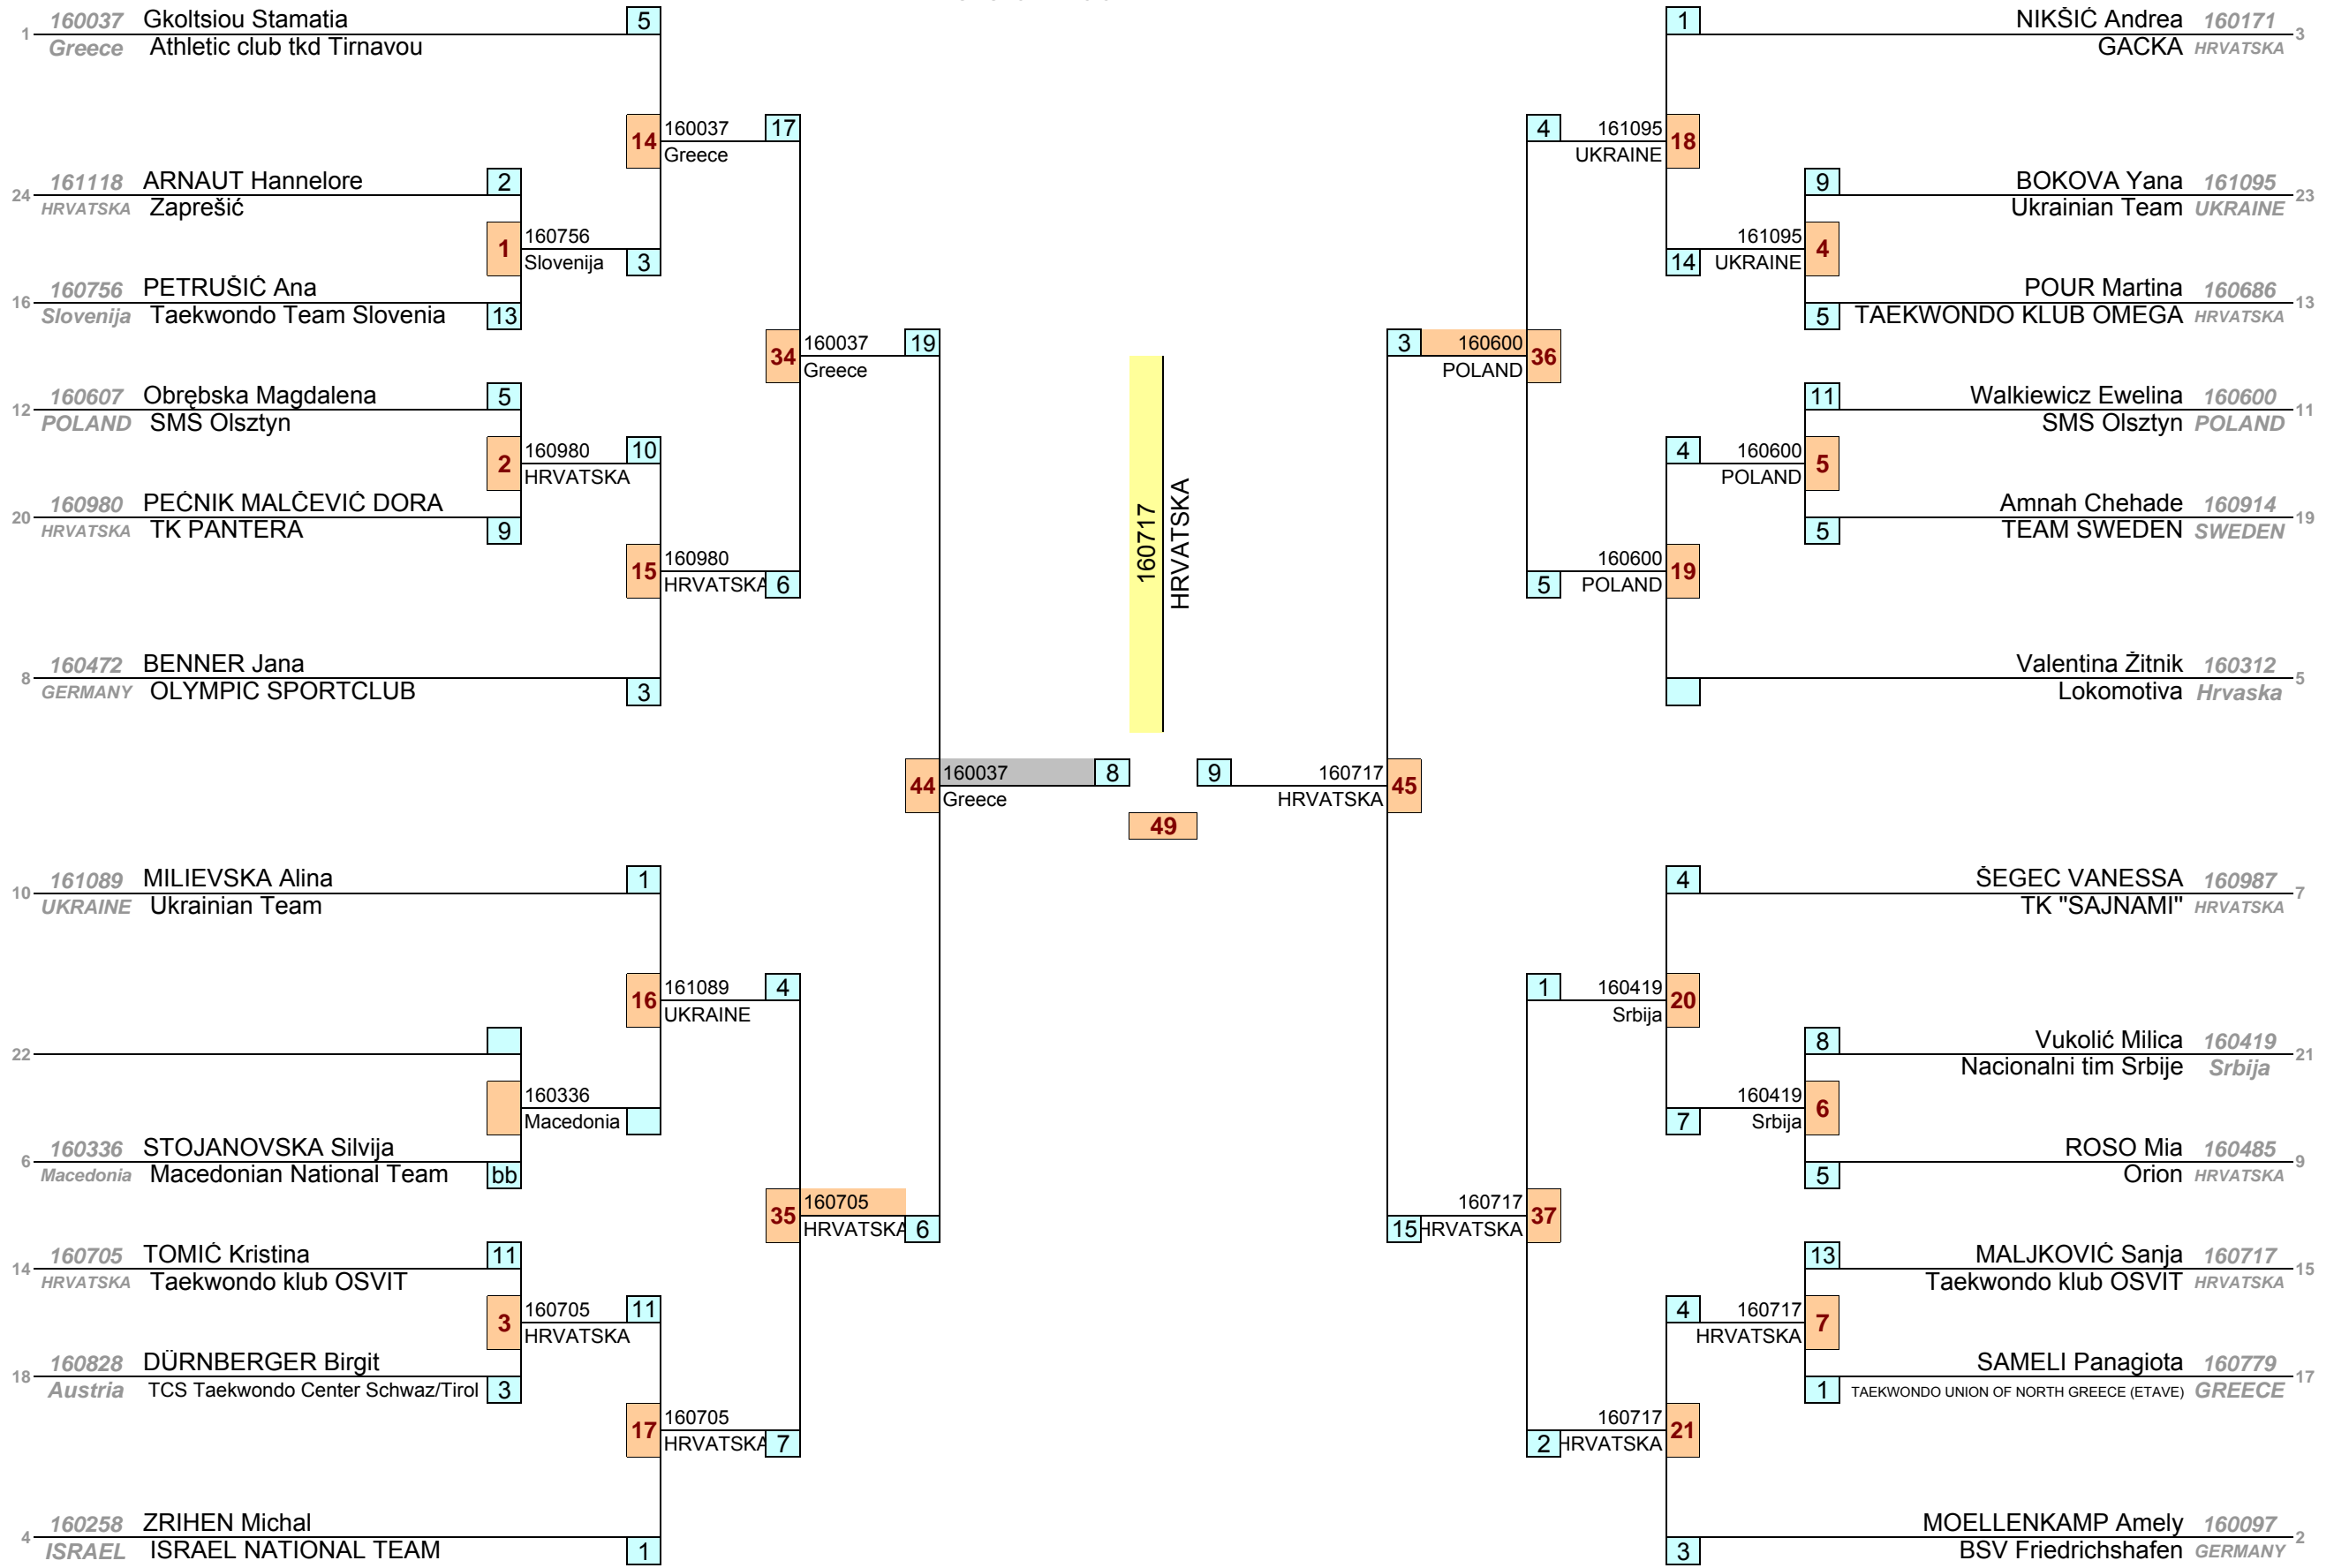 1 160037 Gkoltsiou Stamatia 5
Greece Athletic club tkd Tirnavou
14 160037 17
Greece
24 161118 ARNAUT Hannelore 2
HRVATSKA Zaprešić
1 160756
Slovenija 3
16 160756 PETRUŠIĆ Ana
Slovenija Taekwondo Team Slovenia 13
34 160037 19
Greece
12 160607 Obrębska Magdalena 5
POLAND SMS Olsztyn
2 160980 10
HRVATSKA
20 160980 PEĆNIK MALČEVIĆ DORA
HRVATSKA TK PANTERA 9
15 160980
HRVATSKA 6
8 160472 BENNER Jana
GERMANY OLYMPIC SPORTCLUB 3
44 160037 8
Greece
10 161089 MILIEVSKA Alina 1
UKRAINE Ukrainian Team
16 161089 4
UKRAINE
22
160336
Macedonia
6 160336 STOJANOVSKA Silvija
Macedonia Macedonian National Team bb
35 160705
HRVATSKA 6
14 160705 TOMIĆ Kristina 11
HRVATSKA Taekwondo klub OSVIT
3 160705 11
HRVATSKA
18 160828 DÜRNBERGER Birgit
Austria TCS Taekwondo Center Schwaz/Tirol 3
17 160705
HRVATSKA 7
4 160258 ZRIHEN Michal
ISRAEL ISRAEL NATIONAL TEAM 1
160717
HRVATSKA
49
1 NIKŠIĆ Andrea 160171 3
GACKA HRVATSKA
4 161095 18
UKRAINE
9 BOKOVA Yana 161095 23
Ukrainian Team UKRAINE
161095 4
14 UKRAINE
POUR Martina 160686 13
5 TAEKWONDO KLUB OMEGA HRVATSKA
3 160600 36
POLAND
11 Walkiewicz Ewelina 160600 11
SMS Olsztyn POLAND
4 160600 5
POLAND
Amnah Chehade 160914 19
5 TEAM SWEDEN SWEDEN
160600 19
5 POLAND
Valentina Žitnik 160312 5
Lokomotiva Hrvaska
9 160717 45
HRVATSKA
4 ŠEGEC VANESSA 160987 7
TK "SAJNAMI" HRVATSKA
1 160419 20
Srbija
8 Vukolić Milica 160419 21
Nacionalni tim Srbije Srbija
160419 6
7 Srbija
ROSO Mia 160485 9
5 Orion HRVATSKA
160717 37
15 HRVATSKA
13 MALJKOVIĆ Sanja 160717 15
Taekwondo klub OSVIT HRVATSKA
4 160717 7
HRVATSKA
SAMELI Panagiota 160779 17
1 TAEKWONDO UNION OF NORTH GREECE (ETAVE) GREECE
160717 21
2 HRVATSKA
MOELLENKAMP Amely 160097 2
3 BSV Friedrichshafen GERMANY